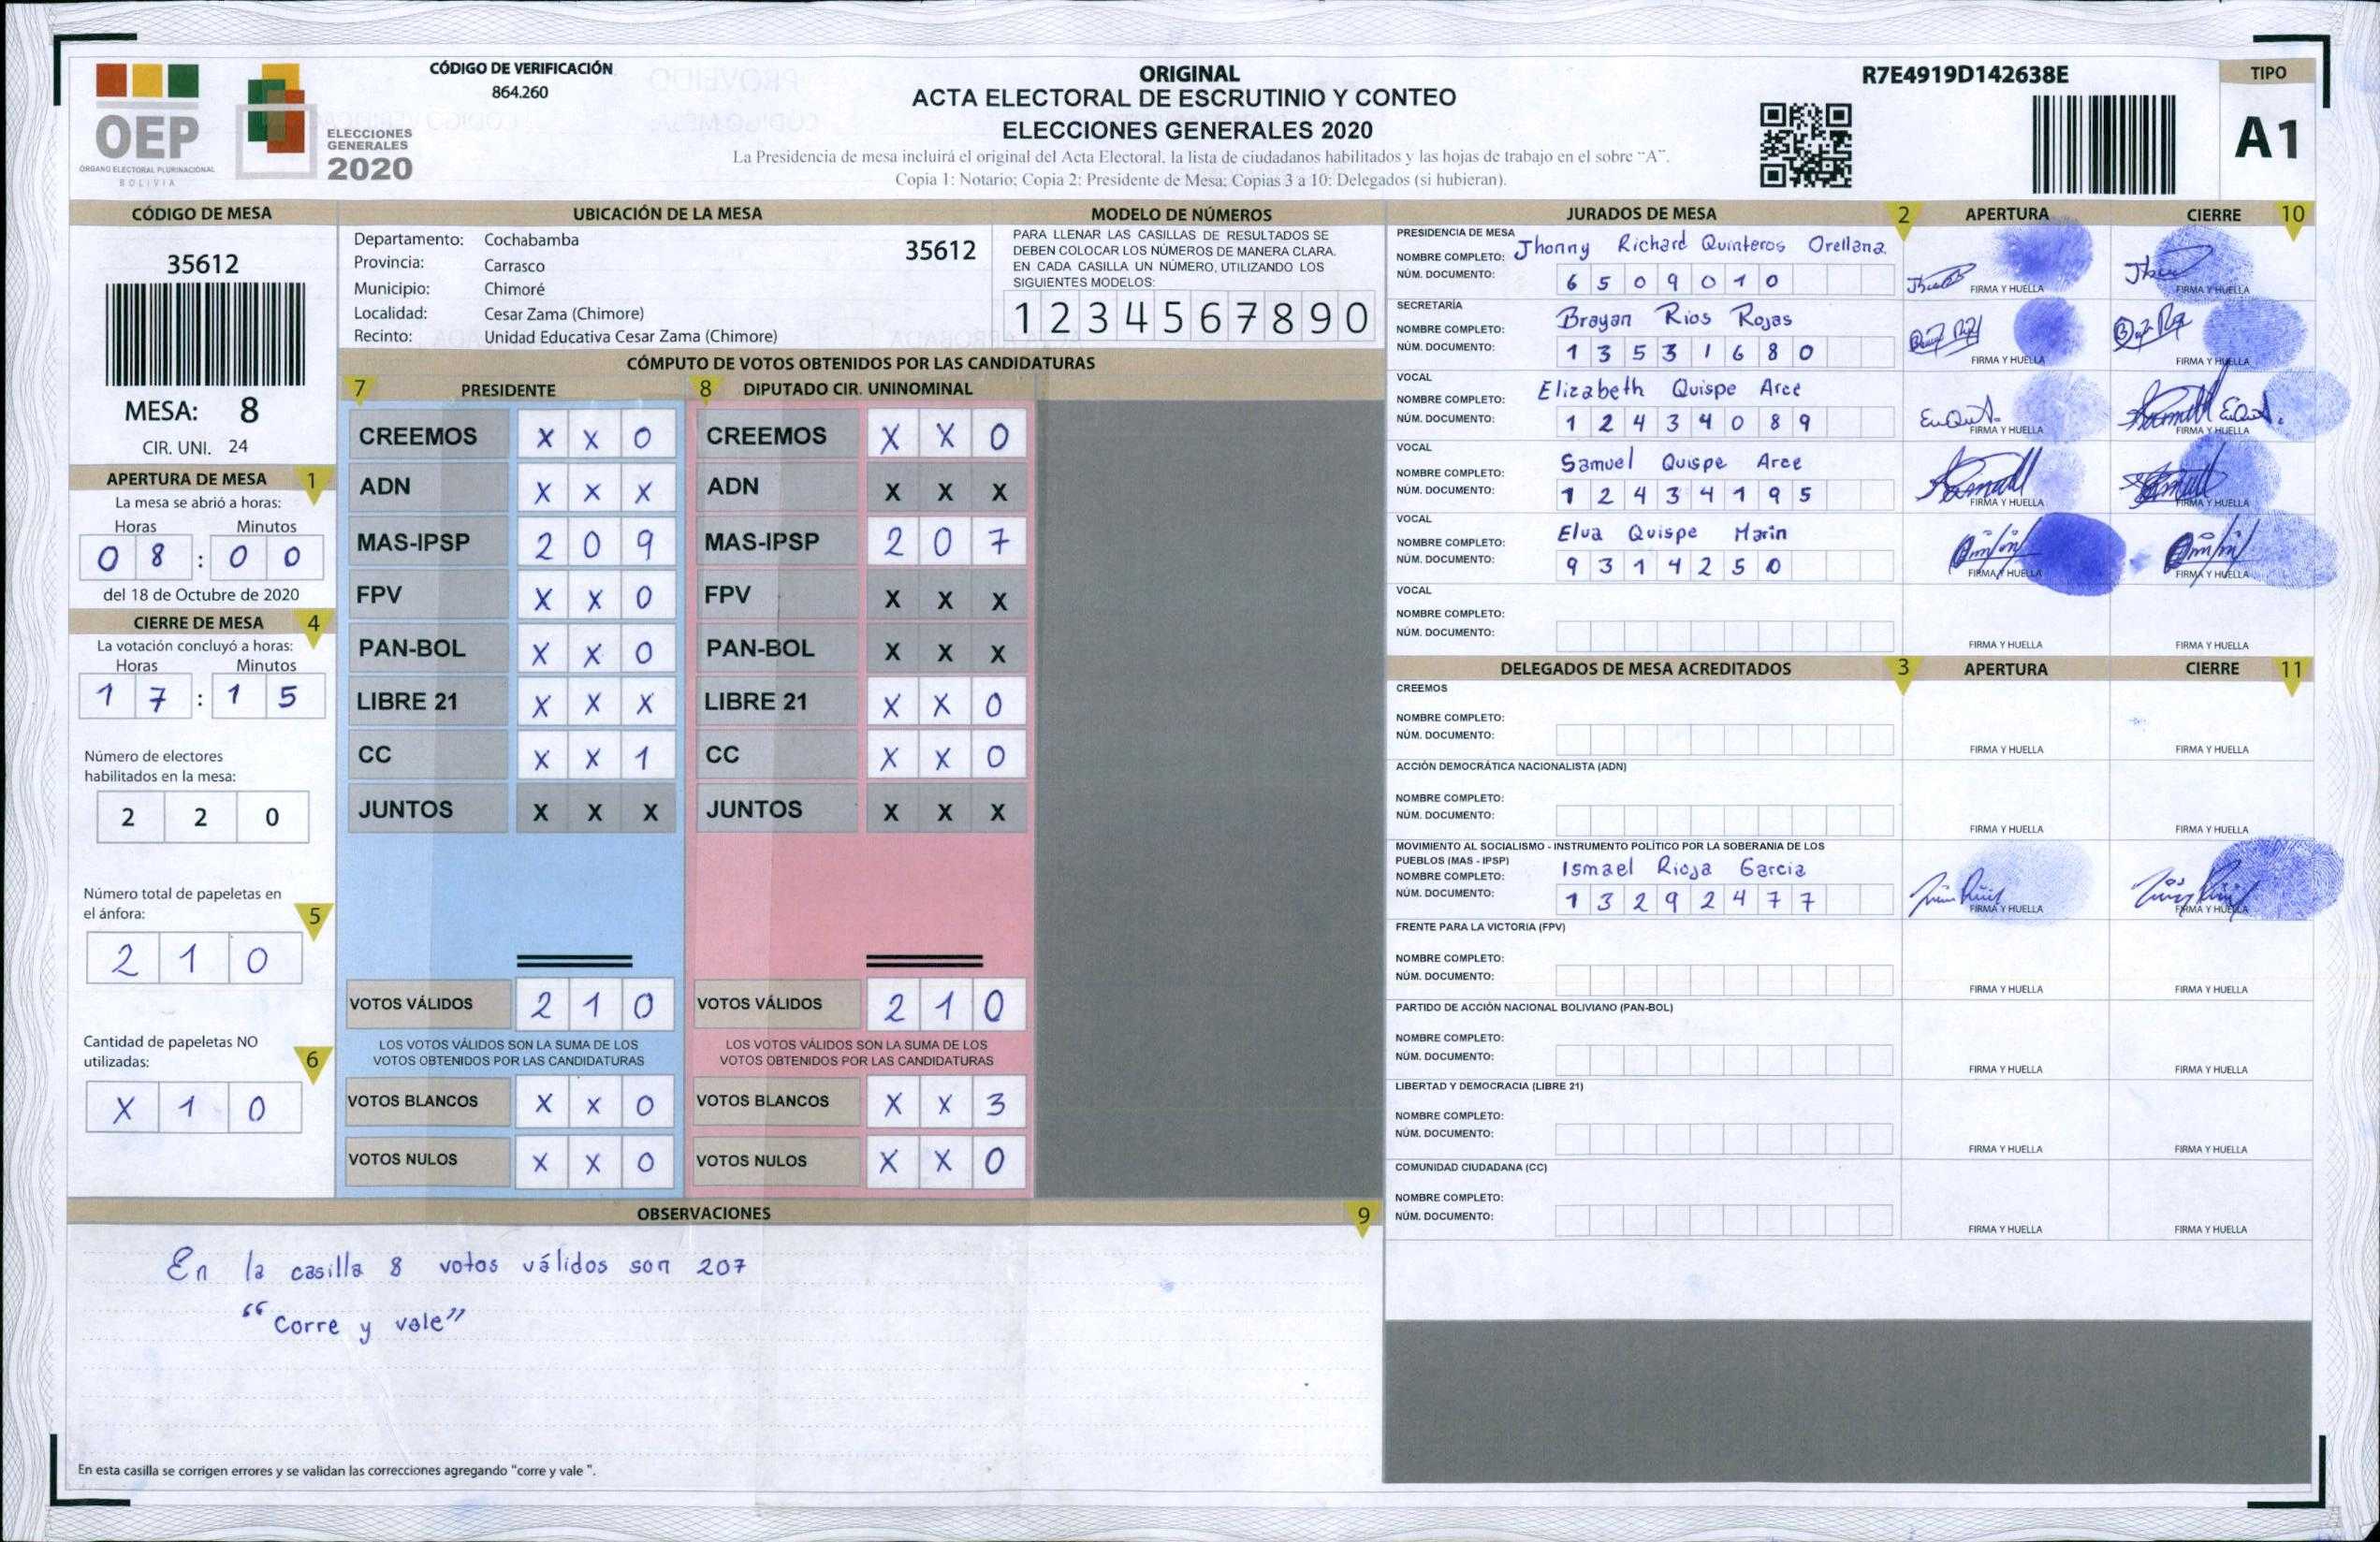 CÓDIGO DE VERIFICACIÓN
864.260
OEP
ÓRGANO ELECTORAL PLURINACIONAL
BOLIVIA
ELECCIONES
GENERALES
2020
ORIGINAL
ACTA ELECTORAL DE ESCRUTINIO Y CONTEO
ELECCIONES GENERALES 2020
La Presidencia de mesa incluirá el original del Acta Electoral, la lista de ciudadanos habilitados y las hojas de trabajo en el sobre "A".
Copia 1: Notario; Copia 2: Presidente de Mesa; Copias 3 a 10: Delegados (si hubieran).
R7E4919D142638E
TIPO
A1
CÓDIGO DE MESA
35612
MESA: 8
CIR. UNI. 24
APERTURA DE MESA 1
La mesa se abrió a horas:
Horas Minutos
0 8 : 0 0
del 18 de Octubre de 2020
CIERRE DE MESA 4
La votación concluyó a horas:
Horas Minutos
1 7 : 1 5
Número de electores
habilitados en la mesa:
2 2 0
Número total de papeletas en
el ánfora: 5
2 1 0
Cantidad de papeletas NO
utilizadas: 6
X 1 0
UBICACIÓN DE LA MESA
Departamento: Cochabamba 35612
Provincia: Carrasco
Municipio: Chimoré
Localidad: Cesar Zama (Chimore)
Recinto: Unidad Educativa Cesar Zama (Chimore)
MODELO DE NÚMEROS
PARA LLENAR LAS CASILLAS DE RESULTADOS SE
DEBEN COLOCAR LOS NÚMEROS DE MANERA CLARA.
EN CADA CASILLA UN NÚMERO, UTILIZANDO LOS
SIGUIENTES MODELOS:
1 2 3 4 5 6 7 8 9 0
CÓMPUTO DE VOTOS OBTENIDOS POR LAS CANDIDATURAS
7 PRESIDENTE 8 DIPUTADO CIR. UNINOMINAL
CREEMOS X X 0 CREEMOS X X 0
ADN X X X ADN X X X
MAS-IPSP 2 0 9 MAS-IPSP 2 0 7
FPV X X 0 FPV X X X
PAN-BOL X X 0 PAN-BOL X X X
LIBRE 21 X X X LIBRE 21 X X 0
CC X X 1 CC X X 0
JUNTOS X X X JUNTOS X X X
VOTOS VÁLIDOS 2 1 0 VOTOS VÁLIDOS 2 1 0
LOS VOTOS VÁLIDOS SON LA SUMA DE LOS LOS VOTOS VÁLIDOS SON LA SUMA DE LOS
VOTOS OBTENIDOS POR LAS CANDIDATURAS VOTOS OBTENIDOS POR LAS CANDIDATURAS
VOTOS BLANCOS X X 0 VOTOS BLANCOS X X 3
VOTOS NULOS X X 0 VOTOS NULOS X X 0
OBSERVACIONES 9
En la casilla 8 votos válidos son 207
"Corre y vale"
En esta casilla se corrigen errores y se validan las correcciones agregando "corre y vale ".
JURADOS DE MESA 2 APERTURA CIERRE 10
PRESIDENCIA DE MESA
NOMBRE COMPLETO: Jhonny Richard Quinteros Orellana
NÚM. DOCUMENTO: 6 5 0 9 0 1 0 FIRMA Y HUELLA FIRMA Y HUELLA
SECRETARÍA
NOMBRE COMPLETO: Brayan Rios Rojas
NÚM. DOCUMENTO: 1 3 5 3 1 6 8 0 FIRMA Y HUELLA FIRMA Y HUELLA
VOCAL
NOMBRE COMPLETO: Elizabeth Quispe Arce
NÚM. DOCUMENTO: 1 2 4 3 4 0 8 9 FIRMA Y HUELLA FIRMA Y HUELLA
VOCAL
NOMBRE COMPLETO: Samuel Quispe Arce
NÚM. DOCUMENTO: 1 2 4 3 4 1 9 5 FIRMA Y HUELLA FIRMA Y HUELLA
VOCAL
NOMBRE COMPLETO: Elva Quispe Marin
NÚM. DOCUMENTO: 9 3 1 4 2 5 0 FIRMA Y HUELLA FIRMA Y HUELLA
VOCAL
NOMBRE COMPLETO:
NÚM. DOCUMENTO: FIRMA Y HUELLA FIRMA Y HUELLA
DELEGADOS DE MESA ACREDITADOS 3 APERTURA CIERRE 11
CREEMOS
NOMBRE COMPLETO:
NÚM. DOCUMENTO: FIRMA Y HUELLA FIRMA Y HUELLA
ACCIÓN DEMOCRÁTICA NACIONALISTA (ADN)
NOMBRE COMPLETO:
NÚM. DOCUMENTO: FIRMA Y HUELLA FIRMA Y HUELLA
MOVIMIENTO AL SOCIALISMO - INSTRUMENTO POLÍTICO POR LA SOBERANIA DE LOS
PUEBLOS (MAS - IPSP)
NOMBRE COMPLETO: Ismael Rioja Garcia
NÚM. DOCUMENTO: 1 3 2 9 2 4 7 7 FIRMA Y HUELLA FIRMA Y HUELLA
FRENTE PARA LA VICTORIA (FPV)
NOMBRE COMPLETO:
NÚM. DOCUMENTO: FIRMA Y HUELLA FIRMA Y HUELLA
PARTIDO DE ACCIÓN NACIONAL BOLIVIANO (PAN-BOL)
NOMBRE COMPLETO:
NÚM. DOCUMENTO: FIRMA Y HUELLA FIRMA Y HUELLA
LIBERTAD Y DEMOCRACIA (LIBRE 21)
NOMBRE COMPLETO:
NÚM. DOCUMENTO: FIRMA Y HUELLA FIRMA Y HUELLA
COMUNIDAD CIUDADANA (CC)
NOMBRE COMPLETO:
NÚM. DOCUMENTO: FIRMA Y HUELLA FIRMA Y HUELLA